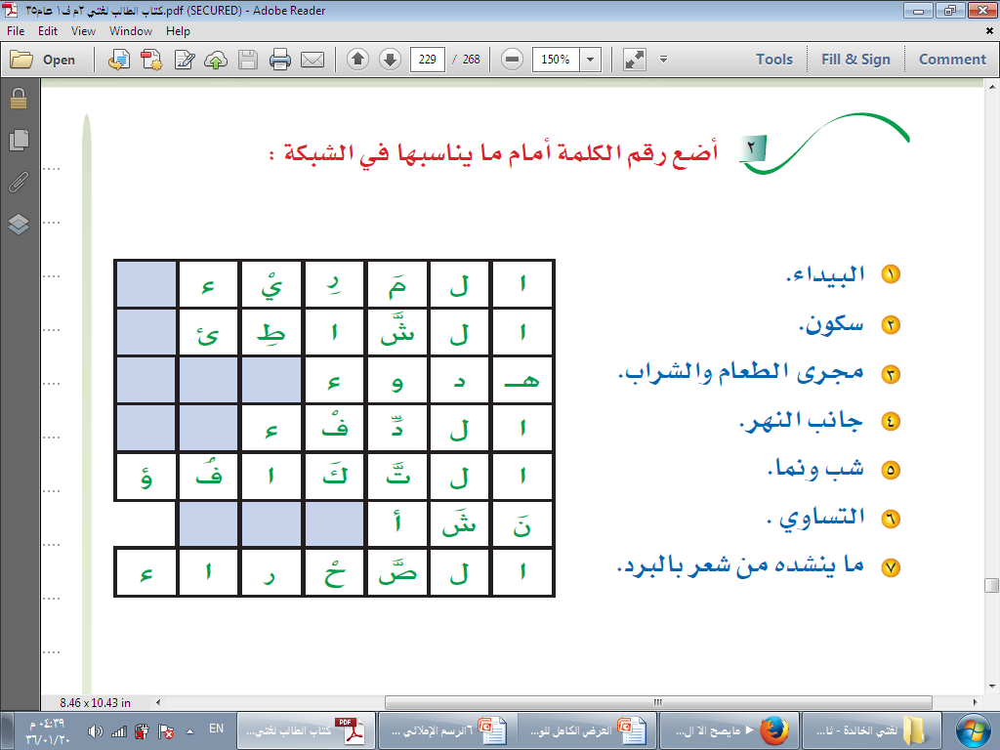 كتاب الطالب لغتي ٢م ف١ عام٣٥.pdf (SECURED) - Adobe Reader
File Edit View Window Help
Open 229 / 268 150% Tools Fill & Sign Comment
٢ أضع رقم الكلمة أمام ما يناسبها في الشبكة :
١ البيداء.
٢ سكون.
٣ مجرى الطعام والشراب.
٤ جانب النهر.
٥ شب ونما.
٦ التساوي .
٧ ما ينشده من شعر بالبرد.
ا ل مَ رِ يْ ء
ا ل شَّ ا طِ ئ
هـ د و ء
ا ل دِّ فْ ء
ا ل تَّ كَ ا فُ ؤ
نَ شَ أ
ا ل صَّ حْ ر ا ء
8.46 x 10.43 in
لغتي الخالدة - ثا...
مايصح الا ال...
العرض الكامل للو...
٦الرسم الإملائي ...
كتاب الطالب لغتي...
EN
٠٤:٣٩ م
٣٦/٠١/٢٠